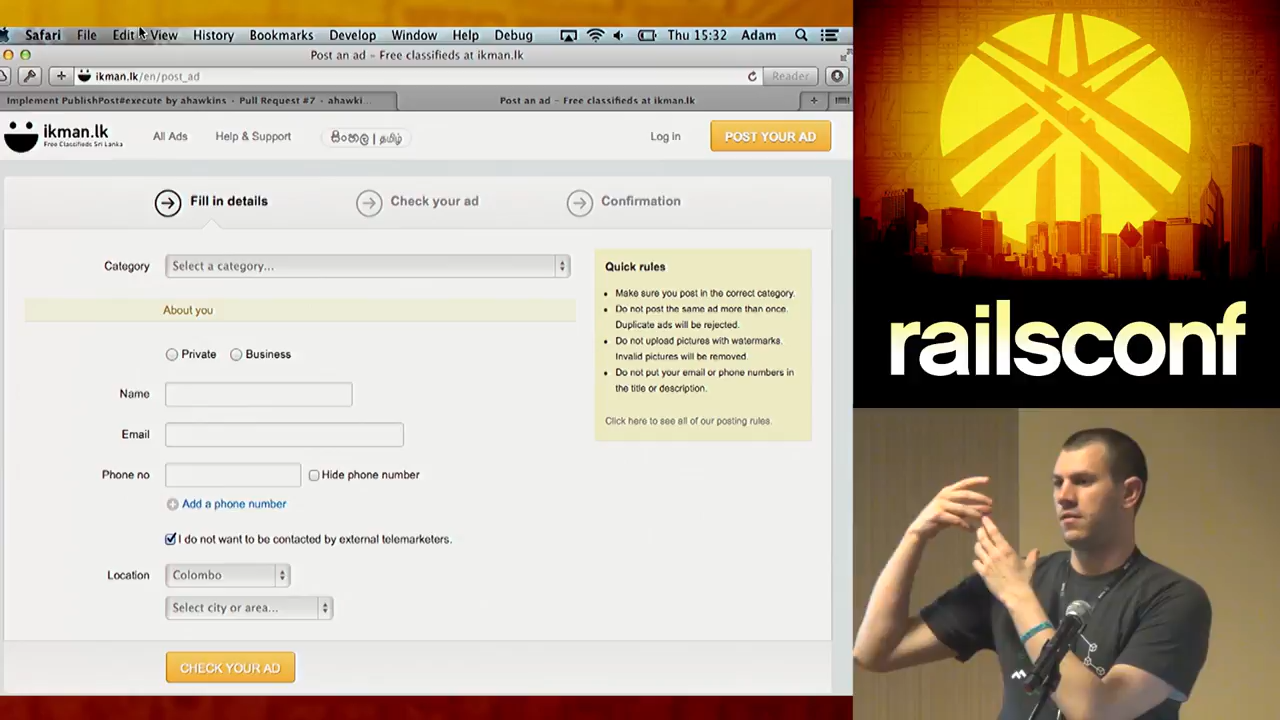 Safari File Edit View History Bookmarks Develop Window Help Debug Thu 15:32 Adam
Post an ad – Free classifieds at ikman.lk
ikman.lk/en/post_ad Reader
Implement PublishPost#execute by ahawkins · Pull Request #7 · ahawki... Post an ad – Free classifieds at ikman.lk
ikman.lk
Free Classifieds Sri Lanka
All Ads Help & Support සිංහල | தமிழ் Log in POST YOUR AD
Fill in details Check your ad Confirmation
Category Select a category...
About you
Private Business
Name
Email
Phone no Hide phone number
Add a phone number
I do not want to be contacted by external telemarketers.
Location Colombo
Select city or area...
CHECK YOUR AD
Quick rules
Make sure you post in the correct category.
Do not post the same ad more than once.
Duplicate ads will be rejected.
Do not upload pictures with watermarks.
Invalid pictures will be removed.
Do not put your email or phone numbers in
the title or description.
Click here to see all of our posting rules.
railsconf